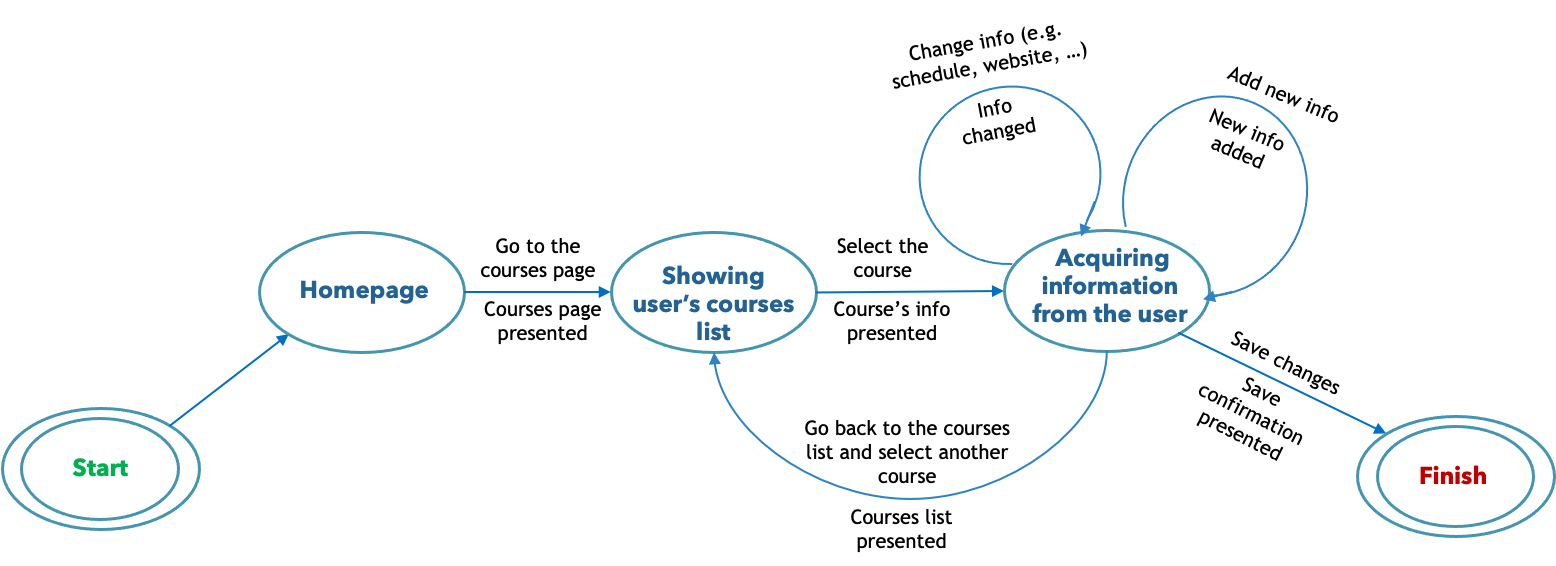 Change info (e.g.
schedule, website, …)
Info
changed
Add new info
New info
added
Homepage
Go to the
courses page
Courses page
presented
Showing
user’s courses
list
Select the
course
Course’s info
presented
Acquiring
information
from the user
Save changes
Save
confirmation
presented
Go back to the courses
list and select another
course
Courses list
presented
Start
Finish